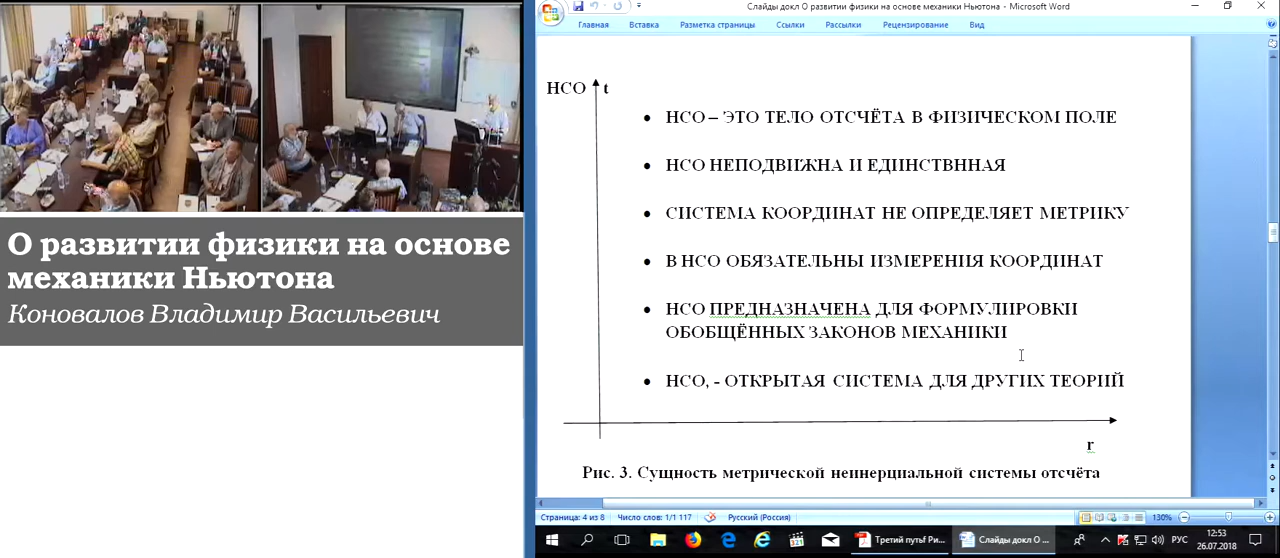 Слайды докл О развитии физики на основе механики Ньютона - Microsoft Word
Главная Вставка Разметка страницы Ссылки Рассылки Рецензирование Вид
НСО t
• НСО – ЭТО ТЕЛО ОТСЧЁТА В ФИЗИЧЕСКОМ ПОЛЕ
• НСО НЕПОДВИЖНА И ЕДИНСТВННАЯ
• СИСТЕМА КООРДИНАТ НЕ ОПРЕДЕЛЯЕТ МЕТРИКУ
• В НСО ОБЯЗАТЕЛЬНЫ ИЗМЕРЕНИЯ КООРДИНАТ
• НСО ПРЕДНАЗНАЧЕНА ДЛЯ ФОРМУЛИРОВКИ
ОБОБЩЁННЫХ ЗАКОНОВ МЕХАНИКИ
• НСО, - ОТКРЫТАЯ СИСТЕМА ДЛЯ ДРУГИХ ТЕОРИЙ
r
Рис. 3. Сущность метрической неинерциальной системы отсчёта
О развитии физики на основе
механики Ньютона
Коновалов Владимир Васильевич
Страница: 4 из 8 Число слов: 1/1 117 Русский (Россия) 130%
Третий путь! Ри... Слайды докл О ... РУС 12:53
26.07.2018